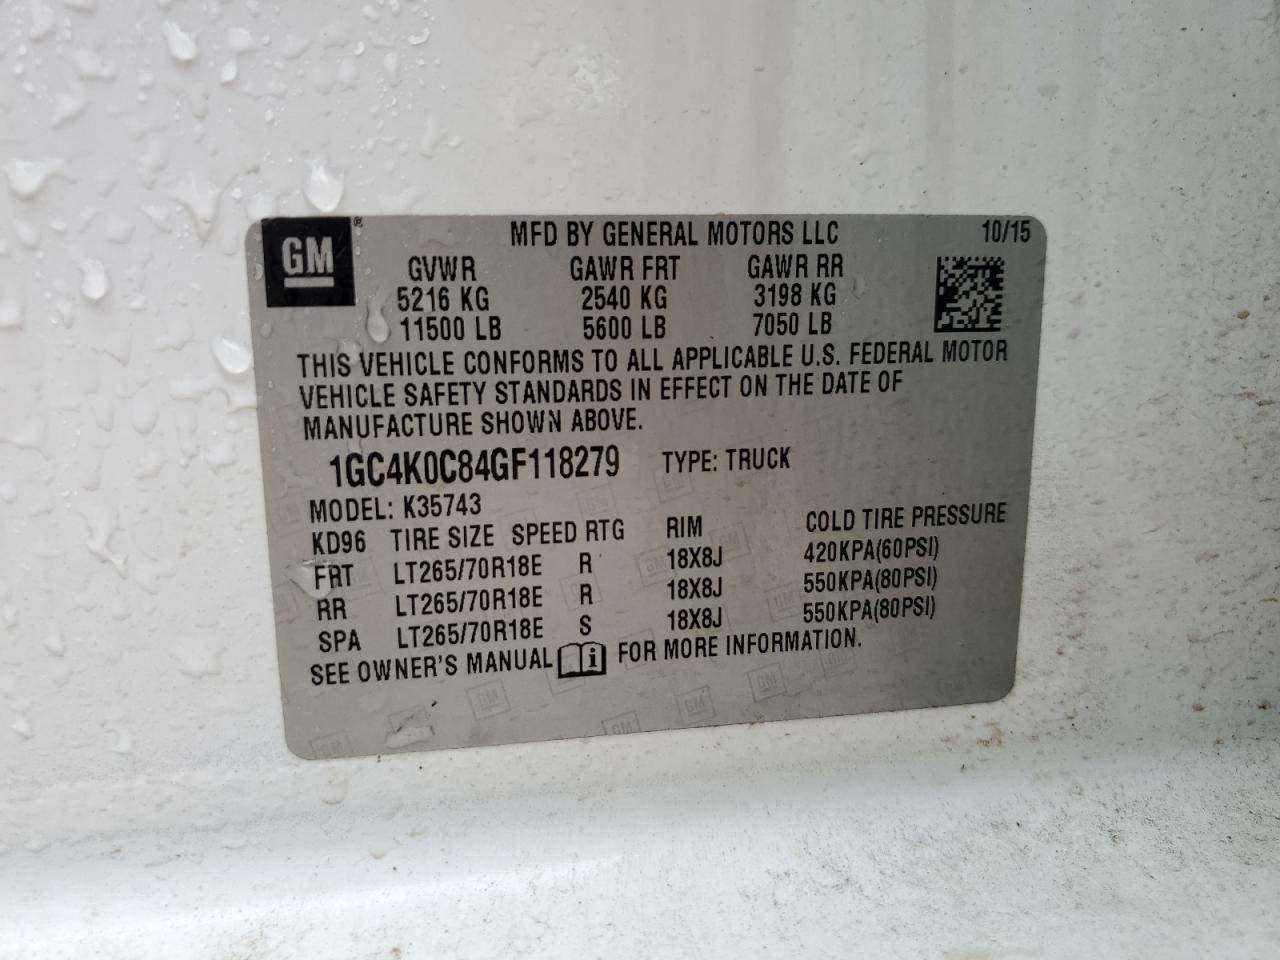 GM ® MFD BY GENERAL MOTORS LLC 10/15
GVWR GAWR FRT GAWR RR
5216 KG 2540 KG 3198 KG
11500 LB 5600 LB 7050 LB
THIS VEHICLE CONFORMS TO ALL APPLICABLE U.S. FEDERAL MOTOR
VEHICLE SAFETY STANDARDS IN EFFECT ON THE DATE OF
MANUFACTURE SHOWN ABOVE.
1GC4K0C84GF118279 TYPE: TRUCK
MODEL: K35743
KD96 TIRE SIZE SPEED RTG RIM COLD TIRE PRESSURE
FRT LT265/70R18E R 18X8J 420KPA(60PSI)
RR LT265/70R18E R 18X8J 550KPA(80PSI)
SPA LT265/70R18E S 18X8J 550KPA(80PSI)
SEE OWNER'S MANUAL i FOR MORE INFORMATION.